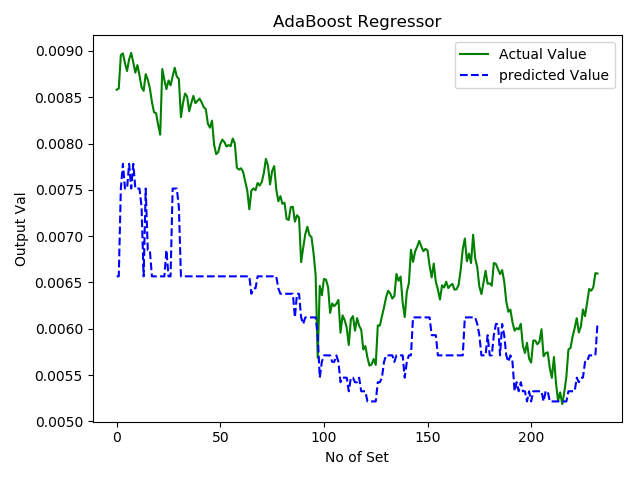 AdaBoost Regressor
Actual Value
predicted Value
Output Val
0.0090
0.0085
0.0080
0.0075
0.0070
0.0065
0.0060
0.0055
0.0050
0
50
100
150
200
No of Set